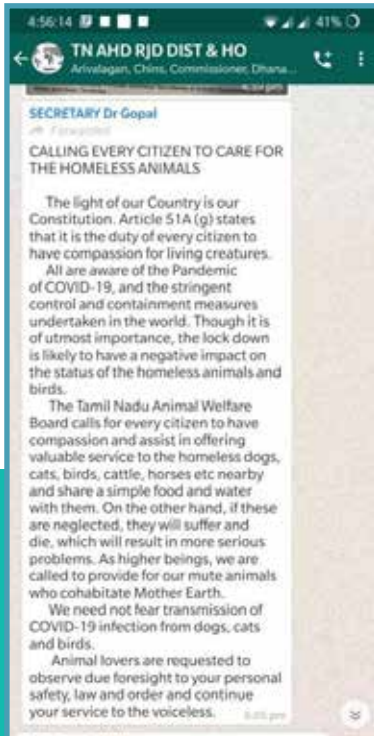 4:56:14
41%
TN AHD RJD DIST & HO
Arivalagan, Chins, Commissioner, Dhana...
SECRETARY Dr Gopal
Forwarded
CALLING EVERY CITIZEN TO CARE FOR
THE HOMELESS ANIMALS
The light of our Country is our
Constitution. Article 51A (g) states
that it is the duty of every citizen to
have compassion for living creatures.
All are aware of the Pandemic
of COVID-19, and the stringent
control and containment measures
undertaken in the world. Though it is
of utmost importance, the lock down
is likely to have a negative impact on
the status of the homeless animals and
birds.
The Tamil Nadu Animal Welfare
Board calls for every citizen to have
compassion and assist in offering
valuable service to the homeless dogs,
cats, birds, cattle, horses etc nearby
and share a simple food and water
with them. On the other hand, if these
are neglected, they will suffer and
die, which will result in more serious
problems. As higher beings, we are
called to provide for our mute animals
who cohabitate Mother Earth.
We need not fear transmission of
COVID-19 infection from dogs, cats
and birds.
Animal lovers are requested to
observe due foresight to your personal
safety, law and order and continue
your service to the voiceless.